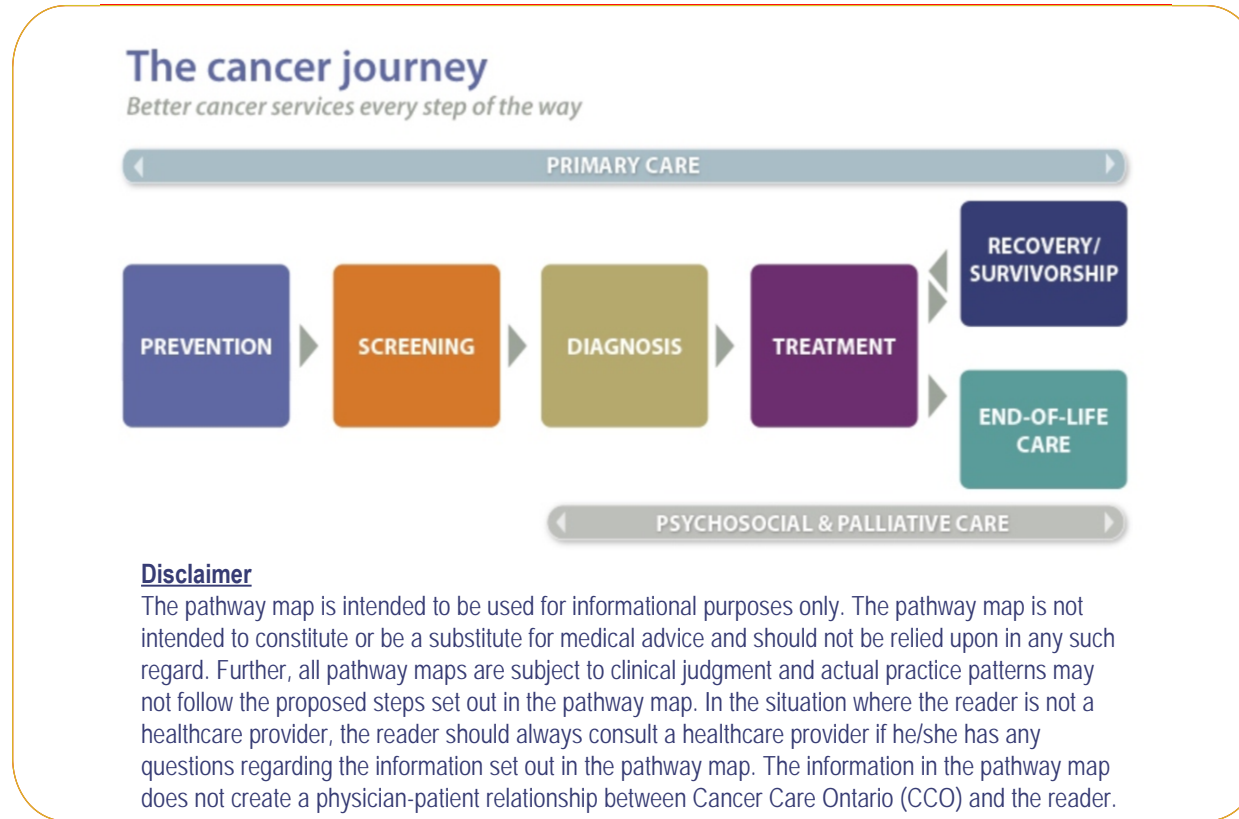 The cancer journey
Better cancer services every step of the way
PRIMARY CARE
PREVENTION
SCREENING
DIAGNOSIS
TREATMENT
RECOVERY/
SURVIVORSHIP
END-OF-LIFE
CARE
PSYCHOSOCIAL & PALLIATIVE CARE
Disclaimer
The pathway map is intended to be used for informational purposes only. The pathway map is not
intended to constitute or be a substitute for medical advice and should not be relied upon in any such
regard. Further, all pathway maps are subject to clinical judgment and actual practice patterns may
not follow the proposed steps set out in the pathway map. In the situation where the reader is not a
healthcare provider, the reader should always consult a healthcare provider if he/she has any
questions regarding the information set out in the pathway map. The information in the pathway map
does not create a physician-patient relationship between Cancer Care Ontario (CCO) and the reader.